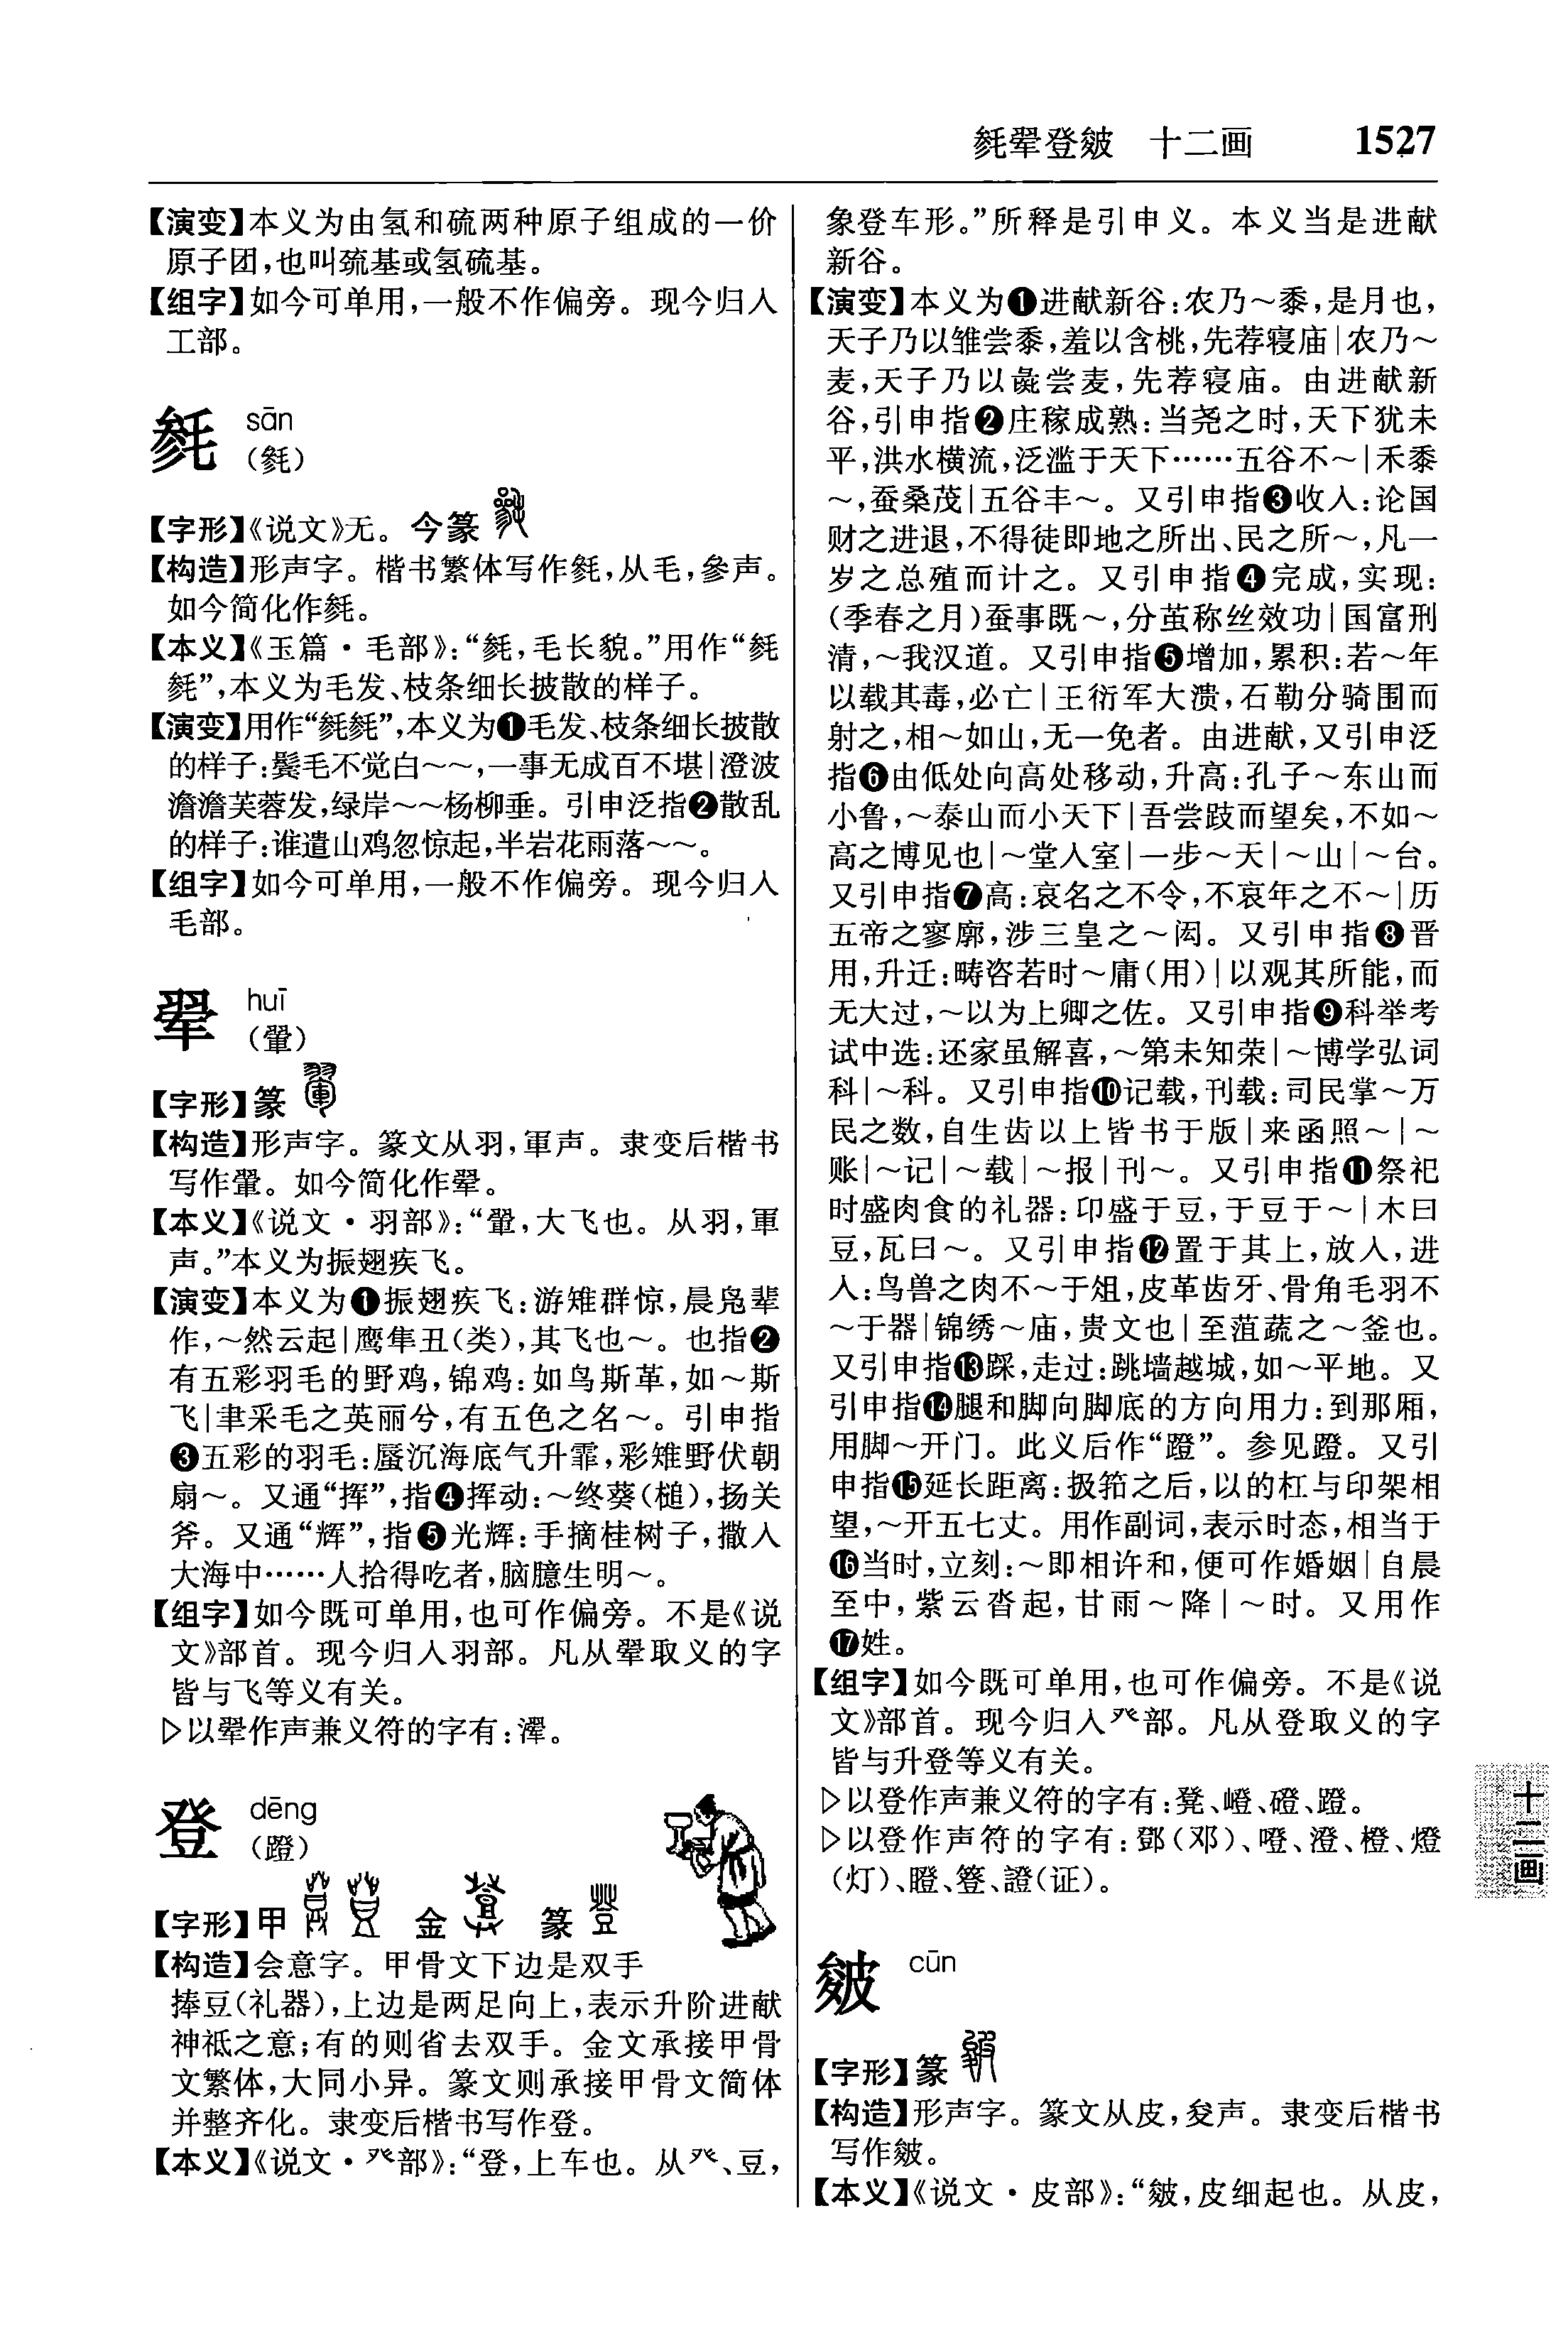 毵翚登皴 十二画 1527
【演变】本义为由氢和硫两种原子组成的一价
原子团，也叫巯基或氢硫基。
【组字】如今可单用，一般不作偏旁。现今归入
工部。
毵 sān
（毿）
【字形】《说文》无。今篆
【构造】形声字。楷书繁体写作毿，从毛，參声。
如今简化作毵。
【本义】《玉篇·毛部》：“毵，毛长貌。”用作“毵
毵”，本义为毛发、枝条细长披散的样子。
【演变】用作“毵毵”，本义为❶毛发、枝条细长披散
的样子：鬓毛不觉白～～，一事无成百不堪｜澄波
澹澹芙蓉发，绿岸～～杨柳垂。引申泛指❷散乱
的样子：谁遣山鸡忽惊起，半岩花雨落～～。
【组字】如今可单用，一般不作偏旁。现今归入
毛部。
翚 huī
（翬）
【字形】篆
【构造】形声字。篆文从羽，軍声。隶变后楷书
写作翬。如今简化作翚。
【本义】《说文·羽部》：“翬，大飞也。从羽，軍
声。”本义为振翅疾飞。
【演变】本义为❶振翅疾飞：游雉群惊，晨凫辈
作，～然云起｜鹰隼丑（类），其飞也～。也指❷
有五彩羽毛的野鸡，锦鸡：如鸟斯革，如～斯
飞｜聿采毛之英丽兮，有五色之名～。引申指
❸五彩的羽毛：蜃沉海底气升霏，彩雉野伏朝
扇～。又通“挥”，指❹挥动：～终葵（槌），扬关
斧。又通“辉”，指❺光辉：手摘桂树子，撒入
大海中……人拾得吃者，脑臆生明～。
【组字】如今既可单用，也可作偏旁。不是《说
文》部首。现今归入羽部。凡从翚取义的字
皆与飞等义有关。
▷以翚作声兼义符的字有：㵥。
登 dēng
（蹬）
【字形】甲 金 篆
【构造】会意字。甲骨文下边是双手
捧豆（礼器），上边是两足向上，表示升阶进献
神祇之意；有的则省去双手。金文承接甲骨
文繁体，大同小异。篆文则承接甲骨文简体
并整齐化。隶变后楷书写作登。
【本义】《说文·癶部》：“登，上车也。从癶、豆，
象登车形。”所释是引申义。本义当是进献
新谷。
【演变】本义为❶进献新谷：农乃～黍，是月也，
天子乃以雏尝黍，羞以含桃，先荐寝庙｜农乃～
麦，天子乃以彘尝麦，先荐寝庙。由进献新
谷，引申指❷庄稼成熟：当尧之时，天下犹未
平，洪水横流，泛滥于天下……五谷不～｜禾黍
～，蚕桑茂｜五谷丰～。又引申指❸收入：论国
财之进退，不得徒即地之所出、民之所～，凡一
岁之总殖而计之。又引申指❹完成，实现：
（季春之月）蚕事既～，分茧称丝效功｜国富刑
清，～我汉道。又引申指❺增加，累积：若～年
以载其毒，必亡｜王衍军大溃，石勒分骑围而
射之，相～如山，无一免者。由进献，又引申泛
指❻由低处向高处移动，升高：孔子～东山而
小鲁，～泰山而小天下｜吾尝跂而望矣，不如～
高之博见也｜～堂入室｜一步～天｜～山｜～台。
又引申指❼高：哀名之不令，不哀年之不～｜历
五帝之寥廓，涉三皇之～闳。又引申指❽晋
用，升迁：畴咨若时～庸（用）｜以观其所能，而
无大过，～以为上卿之佐。又引申指❾科举考
试中选：还家虽解喜，～第未知荣｜～博学弘词
科｜～科。又引申指❿记载，刊载：司民掌～万
民之数，自生齿以上皆书于版｜来函照～｜～
账｜～记｜～载｜～报｜刊～。又引申指⓫祭祀
时盛肉食的礼器：卬盛于豆，于豆于～｜木曰
豆，瓦曰～。又引申指⓬置于其上，放入，进
入：鸟兽之肉不～于俎，皮革齿牙、骨角毛羽不
～于器｜锦绣～庙，贵文也｜至菹蔬之～釜也。
又引申指⓭踩，走过：跳墙越城，如～平地。又
引申指⓮腿和脚向脚底的方向用力：到那厢，
用脚～开门。此义后作“蹬”。参见蹬。又引
申指⓯延长距离：扱箔之后，以的杠与印架相
望，～开五七丈。用作副词，表示时态，相当于
⓰当时，立刻：～即相许和，便可作婚姻｜自晨
至中，紫云沓起，甘雨～降｜～时。又用作
⓱姓。
【组字】如今既可单用，也可作偏旁。不是《说
文》部首。现今归入癶部。凡从登取义的字
皆与升登等义有关。
▷以登作声兼义符的字有：凳、嶝、磴、蹬。
▷以登作声符的字有：鄧（邓）、噔、澄、橙、燈
（灯）、瞪、簦、證（证）。
皴 cūn
【字形】篆
【构造】形声字。篆文从皮，夋声。隶变后楷书
写作皴。
【本义】《说文·皮部》：“皴，皮细起也。从皮，
十二画